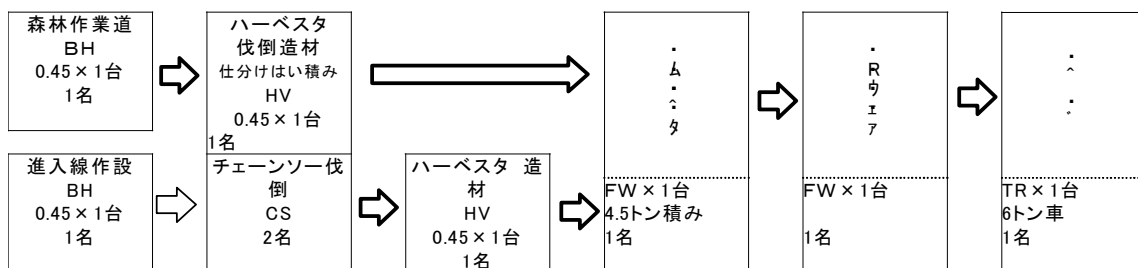 森林作業道
BH
0.45×1台
1名
ハーベスタ
伐倒造材
仕分けはい積み
HV
0.45×1台
1名
進入線作設
BH
0.45×1台
1名
チェーンソー伐
倒
CS
2名
ハーベスタ 造
材
HV
0.45×1台
1名
FW×1台
4.5トン積み
1名
FW×1台
1名
TR×1台
6トン車
1名